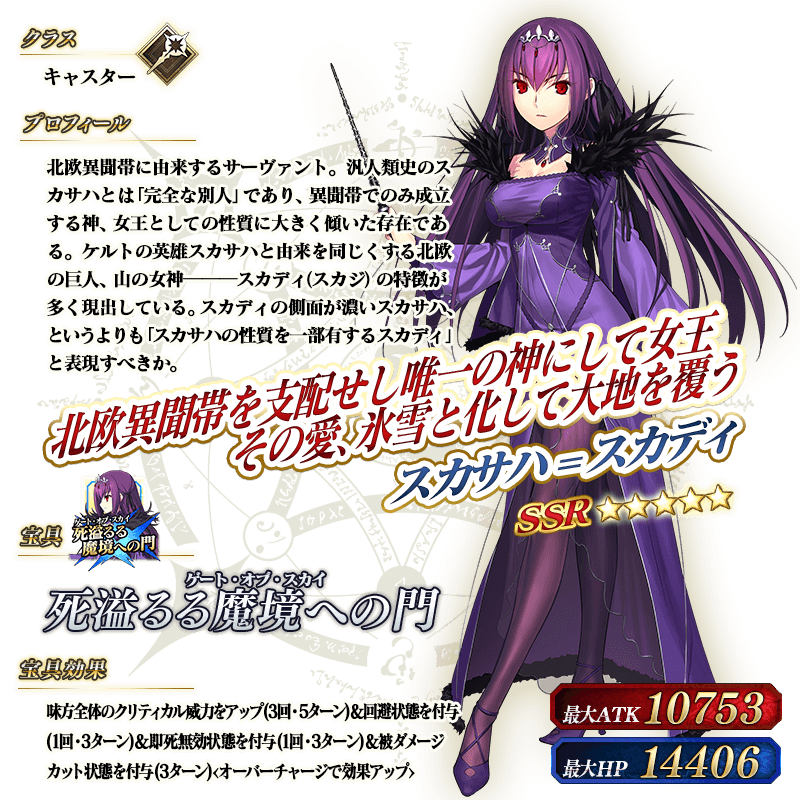 クラス
キャスター
プロフィール
北欧異聞帯に由来するサーヴァント。汎人類史のス
カサハとは「完全な別人」であり、異聞帯でのみ成立
する神、女王としての性質に大きく傾いた存在であ
る。ケルトの英雄スカサハと由来を同じくする北欧
の巨人、山の女神━━━スカディ(スカジ)の特徴が
多く現出している。スカディの側面が濃いスカサハ、
というよりも「スカサハの性質を一部有するスカディ」
と表現すべきか。
北欧異聞帯を支配せし唯一の神にして女王
その愛、氷雪と化して大地を覆う
スカサハ=スカディ
SSR ★★★★★
宝具
ゲート・オブ・スカイ
死溢るる
魔境への門
ゲート・オブ・スカイ
死溢るる魔境への門
宝具効果
味方全体のクリティカル威力をアップ(3回・5ターン)&回避状態を付与
(1回・3ターン)&即死無効状態を付与(1回・3ターン)&被ダメージ
カット状態を付与(3ターン)<オーバーチャージで効果アップ>
最大ATK 10753
最大HP 14406